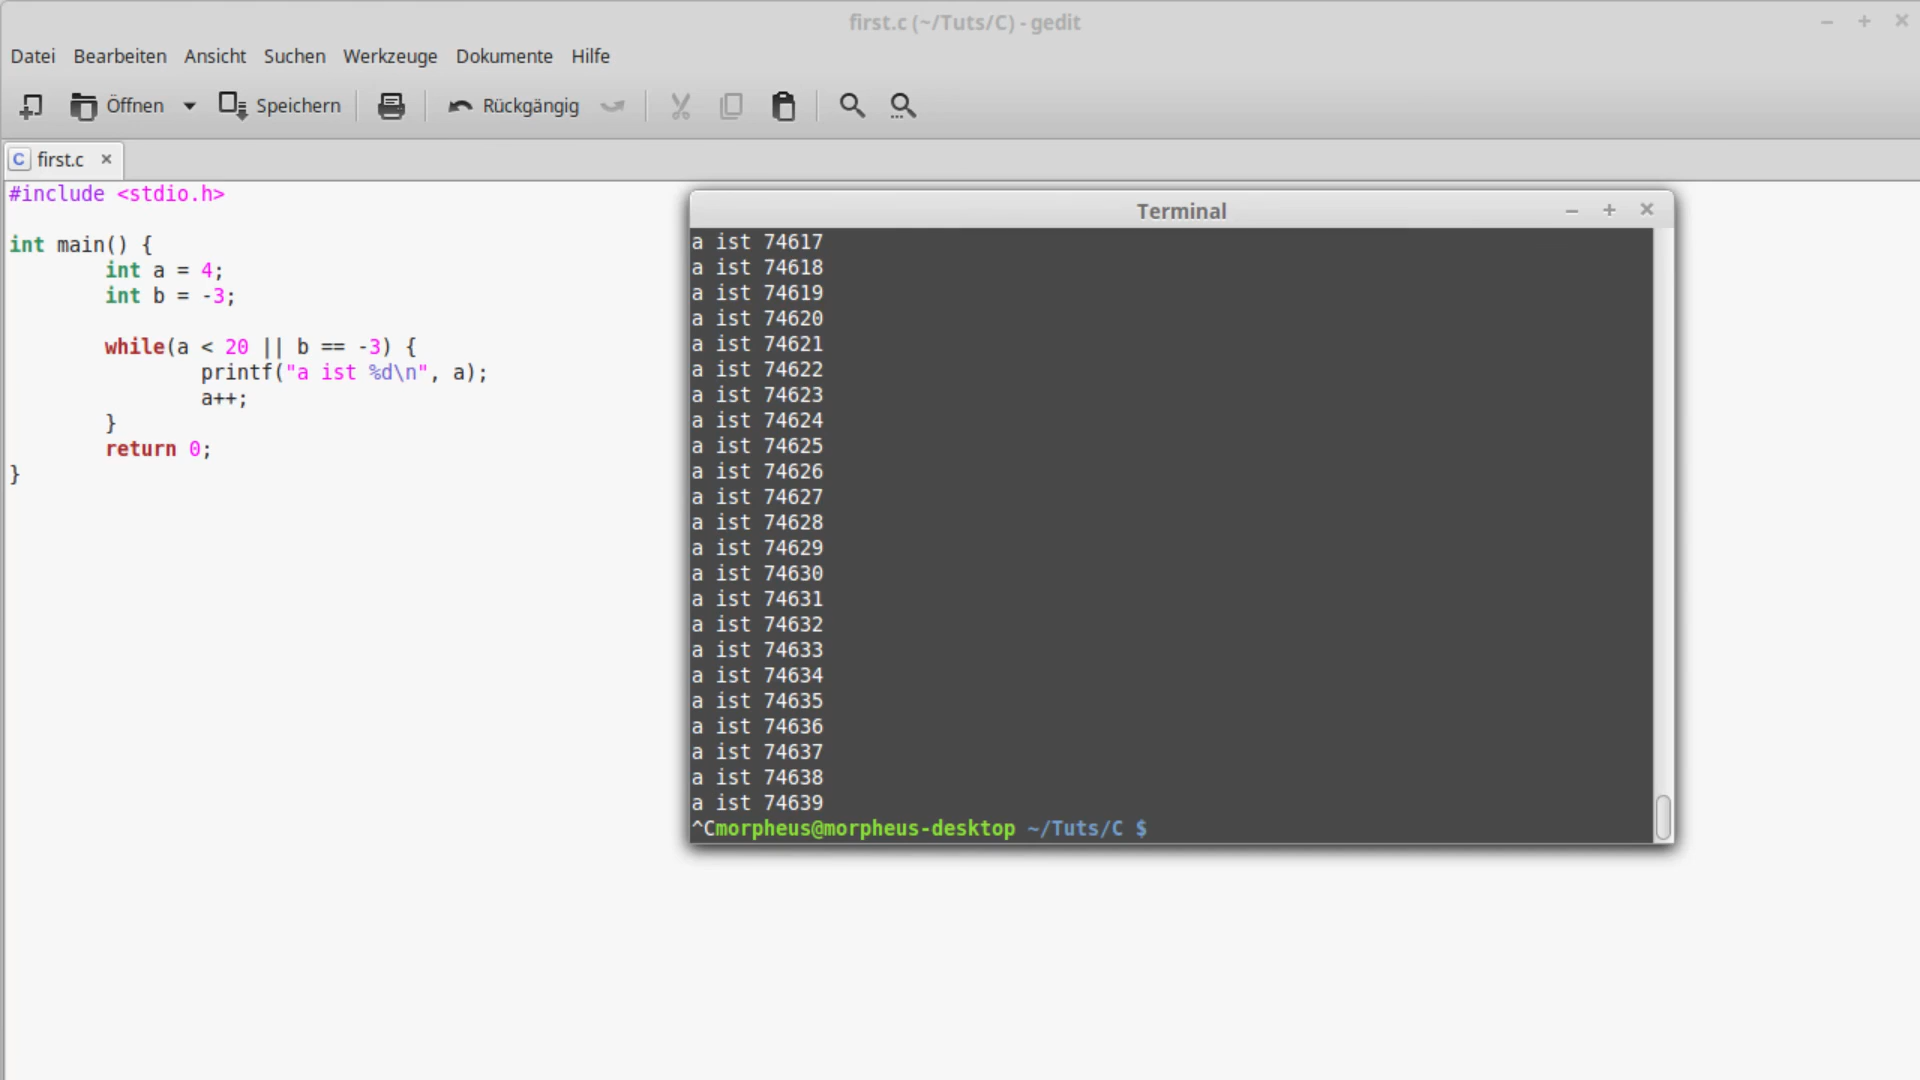 first.c (~/Tuts/C) - gedit
Datei Bearbeiten Ansicht Suchen Werkzeuge Dokumente Hilfe
Öffnen Speichern Rückgängig
C first.c
#include <stdio.h>
int main() {
int a = 4;
int b = -3;
while(a < 20 || b == -3) {
printf("a ist %d\n", a);
a++;
}
return 0;
}
Terminal
a ist 74617
a ist 74618
a ist 74619
a ist 74620
a ist 74621
a ist 74622
a ist 74623
a ist 74624
a ist 74625
a ist 74626
a ist 74627
a ist 74628
a ist 74629
a ist 74630
a ist 74631
a ist 74632
a ist 74633
a ist 74634
a ist 74635
a ist 74636
a ist 74637
a ist 74638
a ist 74639
^Cmorpheus@morpheus-desktop ~/Tuts/C $